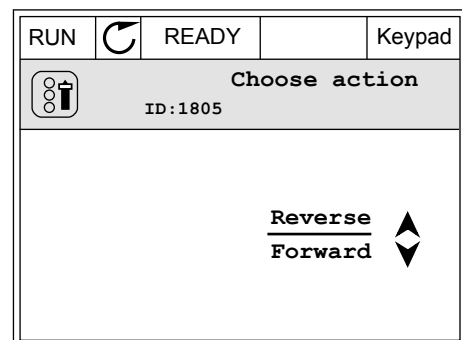 RUN READY Keypad
Choose action
ID:1805
Reverse
Forward